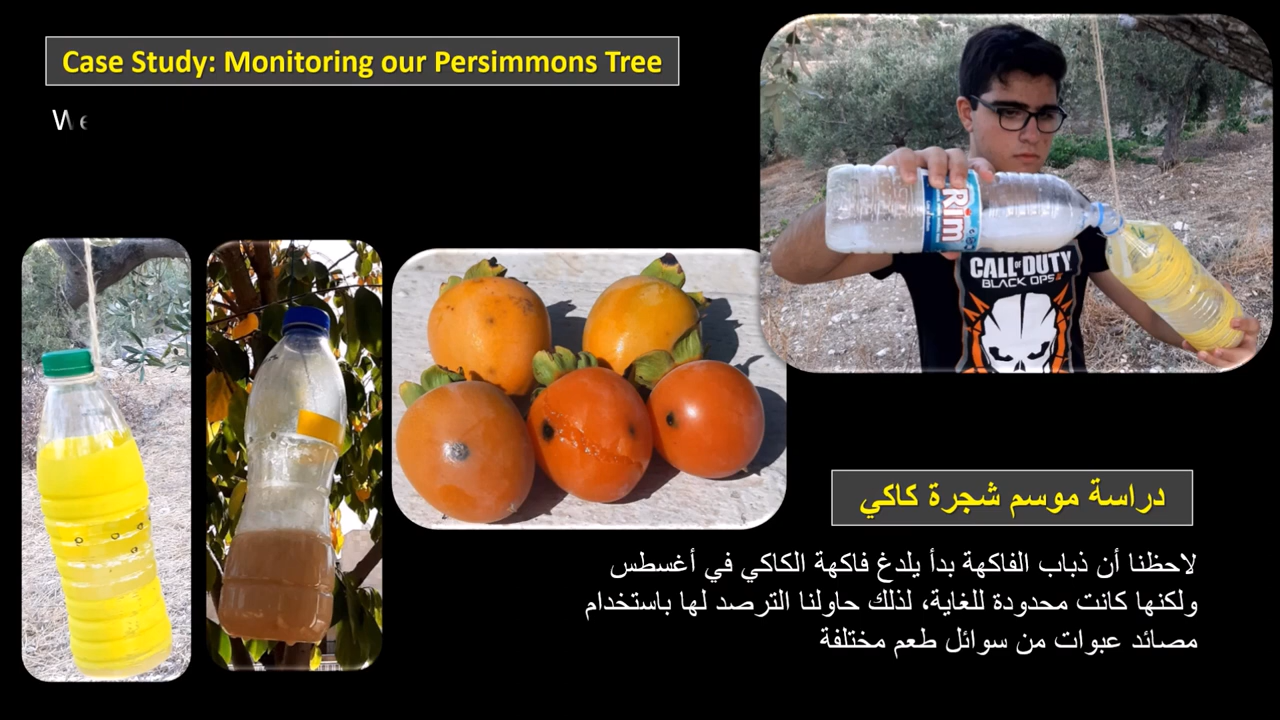 Case Study: Monitoring our Persimmons Tree
We
Rim
CALL OF DUTY
BLACK OPS
دراسة موسم شجرة كاكي
لاحظنا أن ذباب الفاكهة بدأ يلدغ فاكهة الكاكي في أغسطس
ولكنها كانت محدودة للغاية، لذلك حاولنا الترصد لها باستخدام
مصائد عبوات من سوائل طعم مختلفة